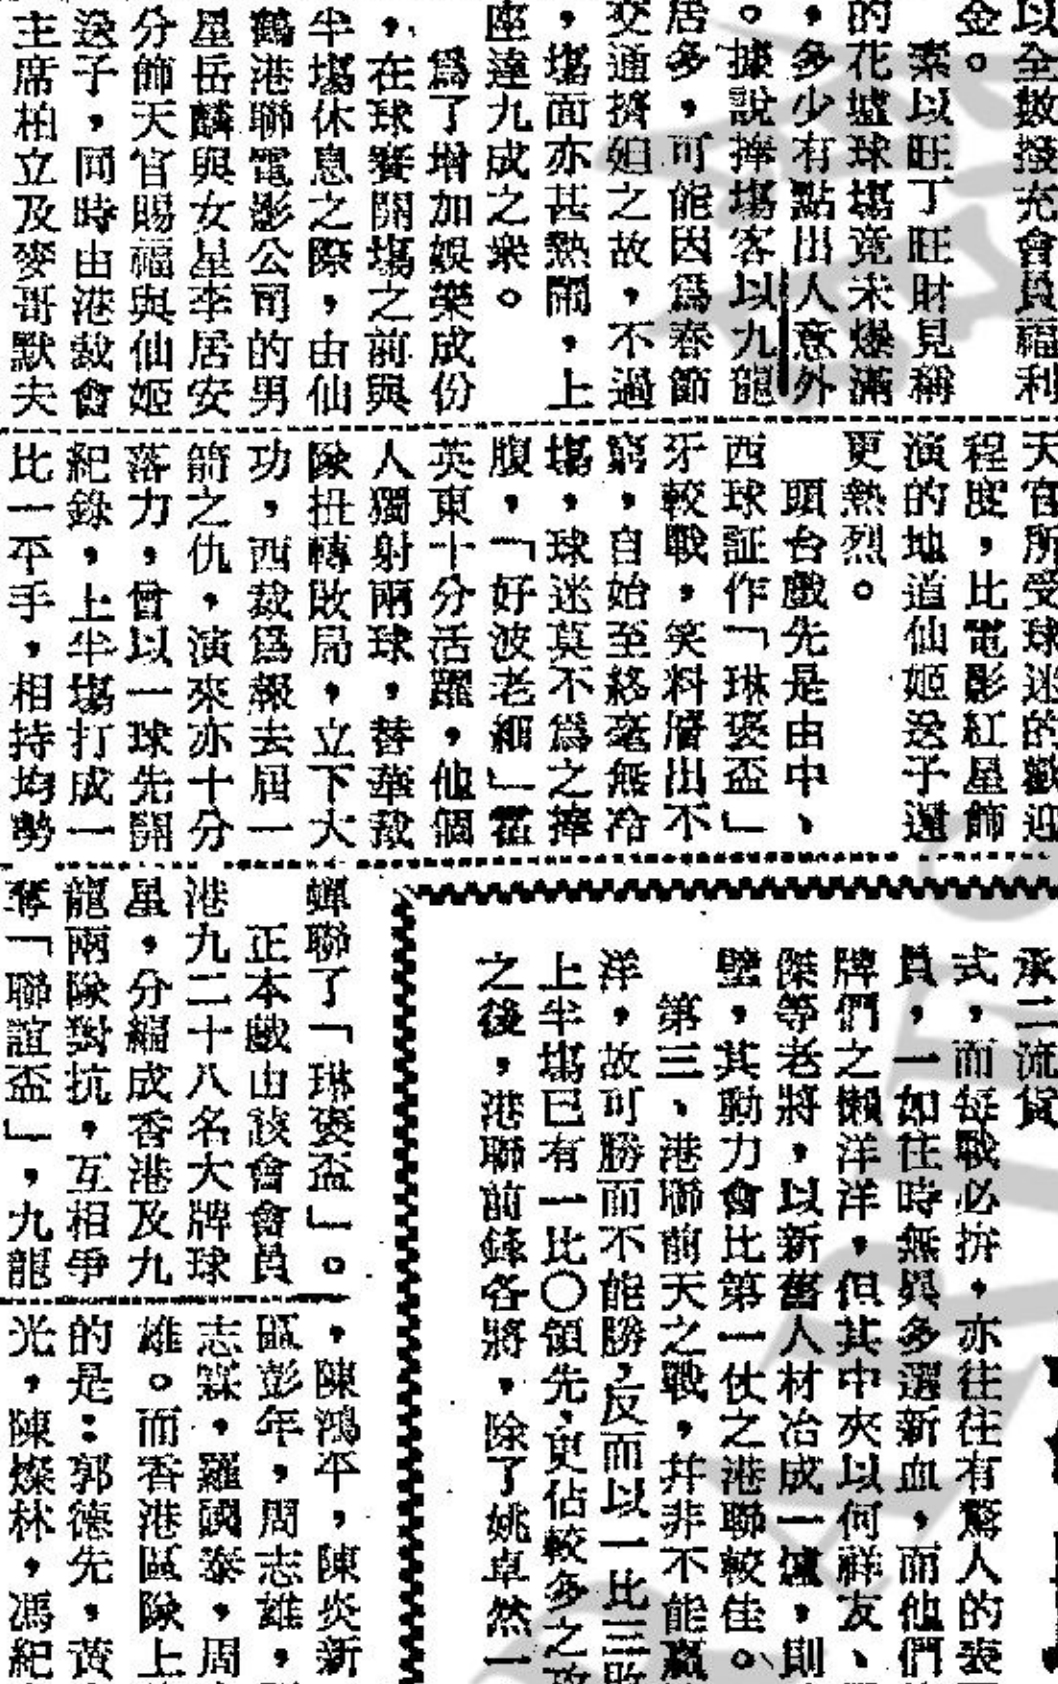 以全數撥充會員福利
金。
素以旺丁旺財見稱
的花墟球塲竟未爆滿
，多少有點出人意外
。據說捧塲客以九龍
居多，可能因爲春節
交通擠廹之故，不過
，塲面亦甚熱鬧，上
座達九成之衆。
爲了增加娛樂成份
，在球賽開塲之前與
半塲休息之際，由仙
鶴港聯電影公司的男
星岳麟與女星李居安
分飾天官賜福與仙姬
送子，同時由港裁會
主席柏立及麥哥默夫
天官所受球迷的歡迎
程度，比電影紅星飾
演的地道仙姬送子還
更熱烈。
頭台戲先是由中、
西球証作「琳褒盃」
牙較戰，笑料層出不
窮，自始至終毫無冷
塲，球迷莫不爲之捧
腹，「好波老細」霍
英東十分活躍，他個
人獨射兩球，替華裁
隊扭轉敗局，立下大
功，西裁爲報去屆一
箭之仇，演來亦十分
落力，曾以一球先開
紀錄，上半塲打成一
比一平手，相持均勢
蟬聯了「琳褒盃」。
正本戲由該會會員
港九二十八名大牌球
星，分編成香港及九
龍兩隊對抗，互相爭
奪「聯誼盃」，九龍
，陳鴻平，陳炎新
區彭年，周志雄，
志霖，羅國泰，周
雄。而香港區隊上
的是：郭德先，黃
光，陳燦林，馮紀
承二流貨
式，而每戰必拚，亦往往有驚人的表
員，一如往時無異多選新血，而他們
牌們之懶洋洋，但其中夾以何祥友、
傑等老將，以新舊人材冶成一爐，則
壁，其動力會比第一仗之港聯較佳。
第三、港聯前天之戰，幷非不能贏
洋，故可勝而不能勝，反而以一比三敗
上半塲已有一比〇領先，更佔較多之攻
之後，港聯前鋒各將，除了姚卓然一